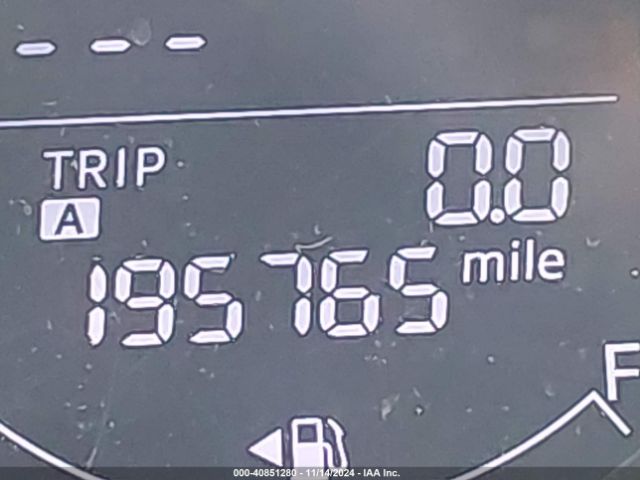 ---
TRIP 0.0
A
195765 mile
F
000-40851280 - 11/14/2024 - IAA Inc.